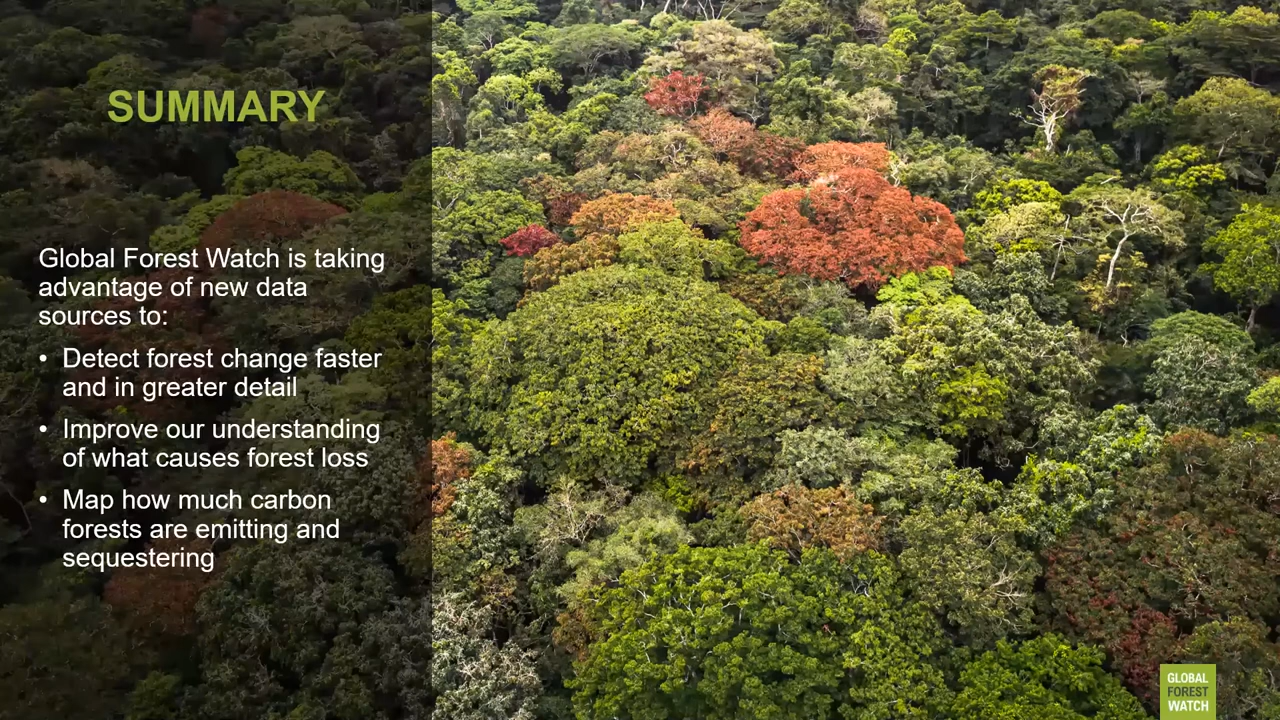 SUMMARY
Global Forest Watch is taking
advantage of new data
sources to:
• Detect forest change faster
and in greater detail
• Improve our understanding
of what causes forest loss
• Map how much carbon
forests are emitting and
sequestering
GLOBAL
FOREST
WATCH